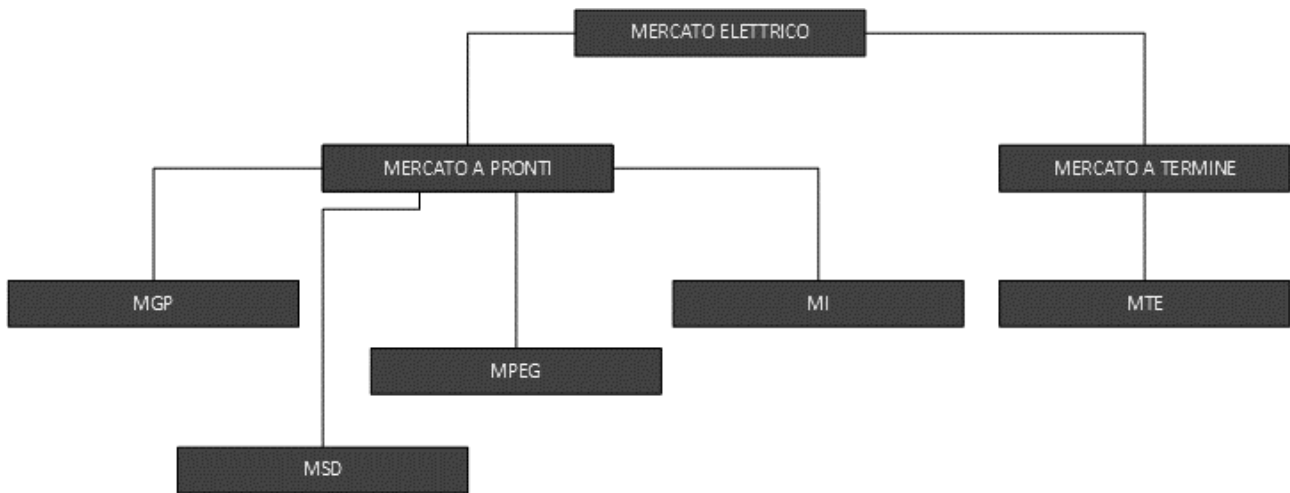 MERCATO ELETTRICO
MERCATO A PRONTI
MERCATO A TERMINE
MGP
MI
MTE
MPEG
MSD